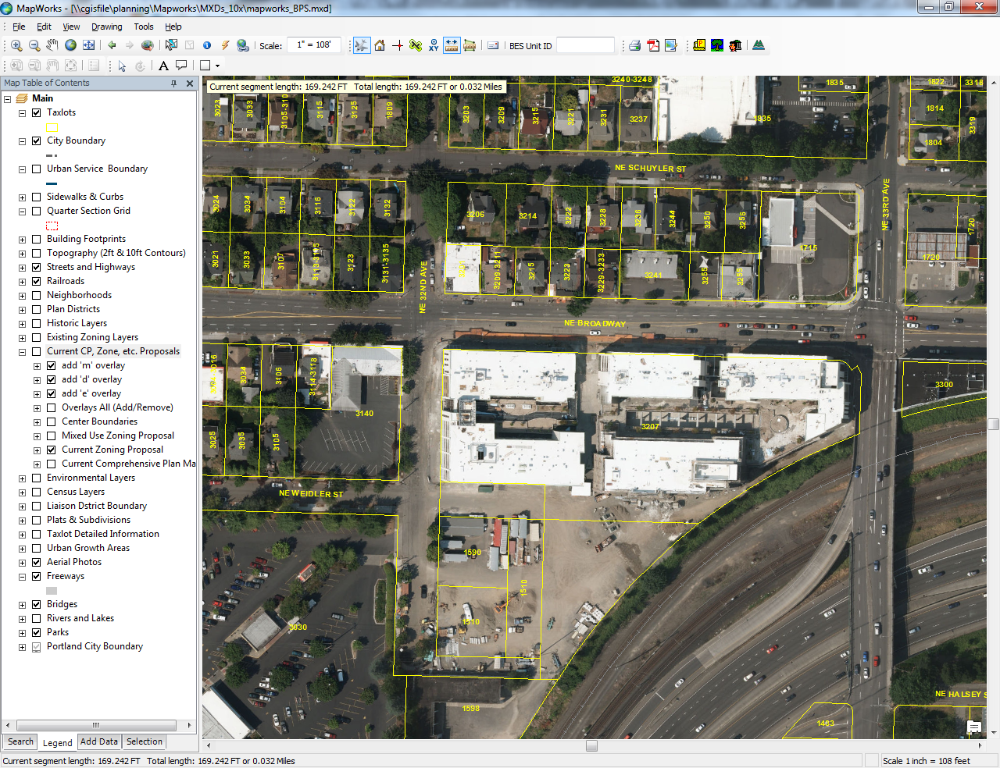 MapWorks - [\\cgisfile\planning\Mapworks\MXDs_10x\mapworks_BPS.mxd]
File Edit View Drawing Tools Help
Scale: 1" = 108' XY BES Unit ID
A
Map Table of Contents
Main
Taxlots
City Boundary
Urban Service Boundary
Sidewalks & Curbs
Quarter Section Grid
Building Footprints
Topography (2ft & 10ft Contours)
Streets and Highways
Railroads
Neighborhoods
Plan Districts
Historic Layers
Existing Zoning Layers
Current CP, Zone, etc. Proposals
add 'm' overlay
add 'd' overlay
add 'e' overlay
Overlays All (Add/Remove)
Center Boundaries
Mixed Use Zoning Proposal
Current Zoning Proposal
Current Comprehensive Plan Ma
Environmental Layers
Census Layers
Liaison Dstrict Boundary
Plats & Subdivisions
Taxlot Detailed Information
Urban Growth Areas
Aerial Photos
Freeways
Bridges
Rivers and Lakes
Parks
Portland City Boundary
Search Legend Add Data Selection
Current segment length: 169.242 FT Total length: 169.242 FT or 0.032 Miles
3240-3248 1835 1822 3318
3023 3033 3105-310 3115 3125 1809 3203 3209 3215 3221 3231 3237 1835 1814 3319
1804
NE SCHUYLER ST
NE 33RD AVE
3024 3034 3104 3116 3122 3132 3206 3214 3222 3228 3236 3244 3250 3256 1715 1720
1720
3021 3033 3107 3123 3131-3135 3209-3211 3215 3223 3229-3233 3241 3255 3255
NE 32ND AVE
NE BROADWAY
3034 3106 3114-3118 3140 3207 3300
3025 3035 3105
NE WEIDLER ST
1590
1510
1510
3030
1598
NE HALSEY S
1483
Current segment length: 169.242 FT Total length: 169.242 FT or 0.032 Miles Scale 1 inch = 108 feet